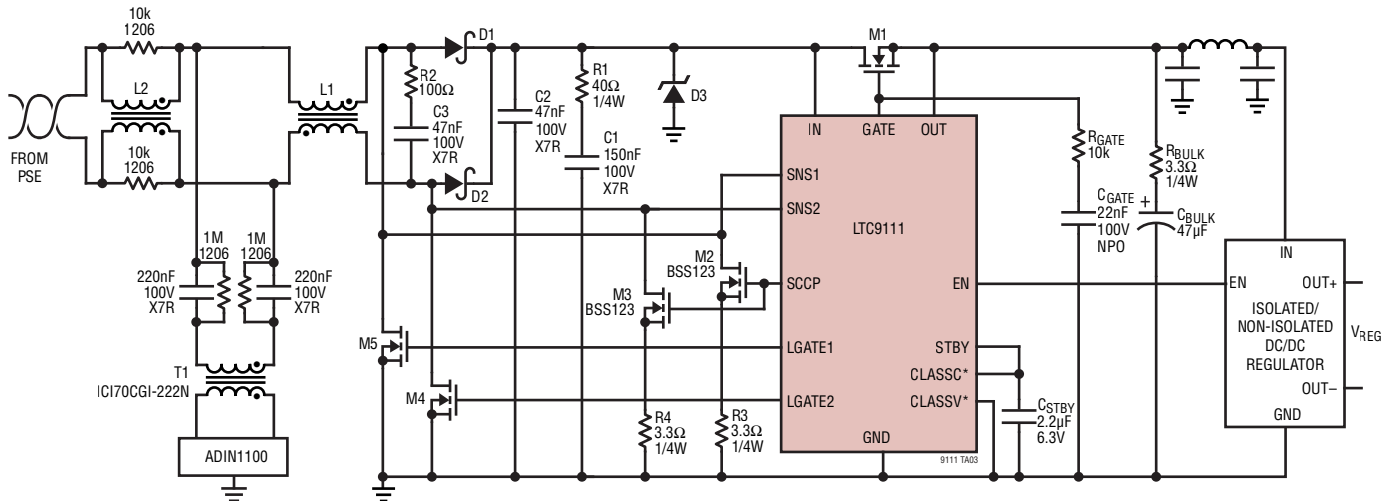 10k
1206
L2
10k
1206
FROM
PSE
L1
R2
100Ω
C3
47nF
100V
X7R
D1
D2
C2
47nF
100V
X7R
R1
40Ω
1/4W
C1
150nF
100V
X7R
D3
M1
IN
GATE
OUT
SNS1
SNS2
LTC9111
SCCP
EN
LGATE1
STBY
CLASSC*
LGATE2
CLASSV*
GND
9111 TA03
RGATE
10k
CGATE
22nF
100V
NPO
RBULK
3.3Ω
1/4W
+
CBULK
47µF
M2
BSS123
M3
BSS123
M5
M4
R4
3.3Ω
1/4W
R3
3.3Ω
1/4W
CSTBY
2.2µF
6.3V
1M
1206
1M
1206
220nF
100V
X7R
220nF
100V
X7R
T1
ICI70CGI-222N
ADIN1100
IN
EN
OUT+
ISOLATED/
NON-ISOLATED
DC/DC
REGULATOR
VREG
OUT–
GND